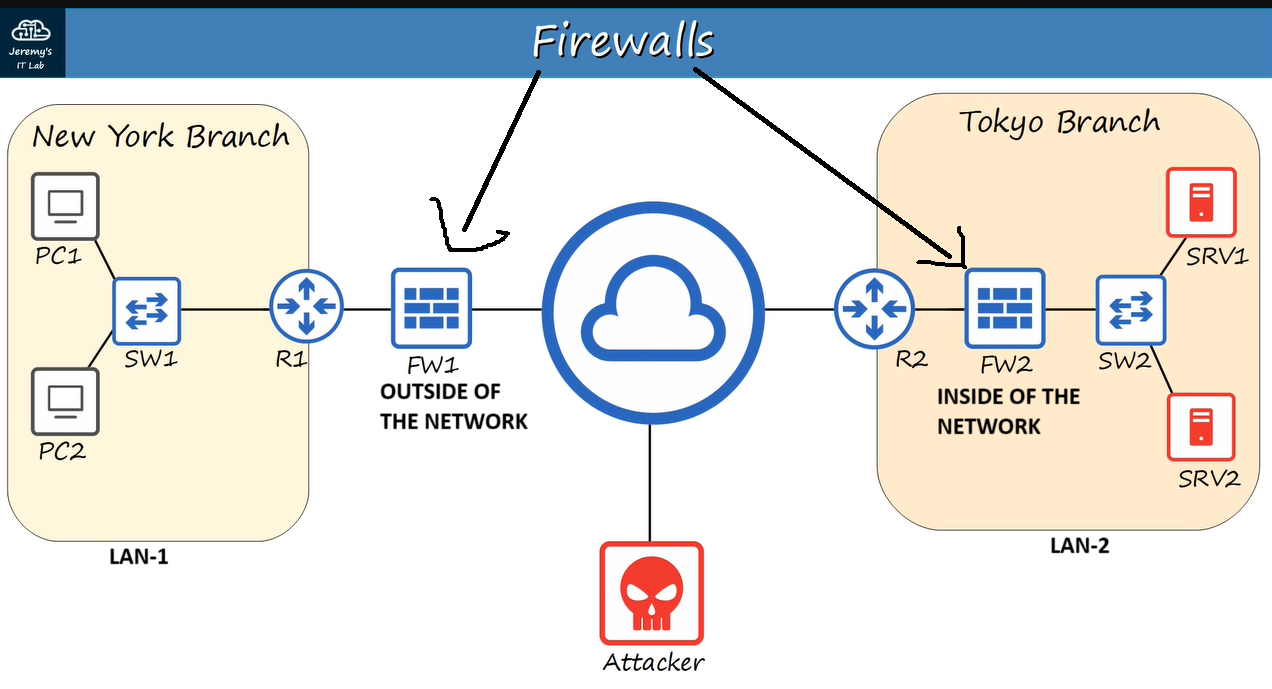 Jeremy's
IT Lab
Firewalls
New York Branch
Tokyo Branch
PC1
SRV1
SW1
R1
FW1
R2
FW2
SW2
OUTSIDE OF
THE NETWORK
INSIDE OF THE
NETWORK
PC2
SRV2
LAN-1
LAN-2
Attacker